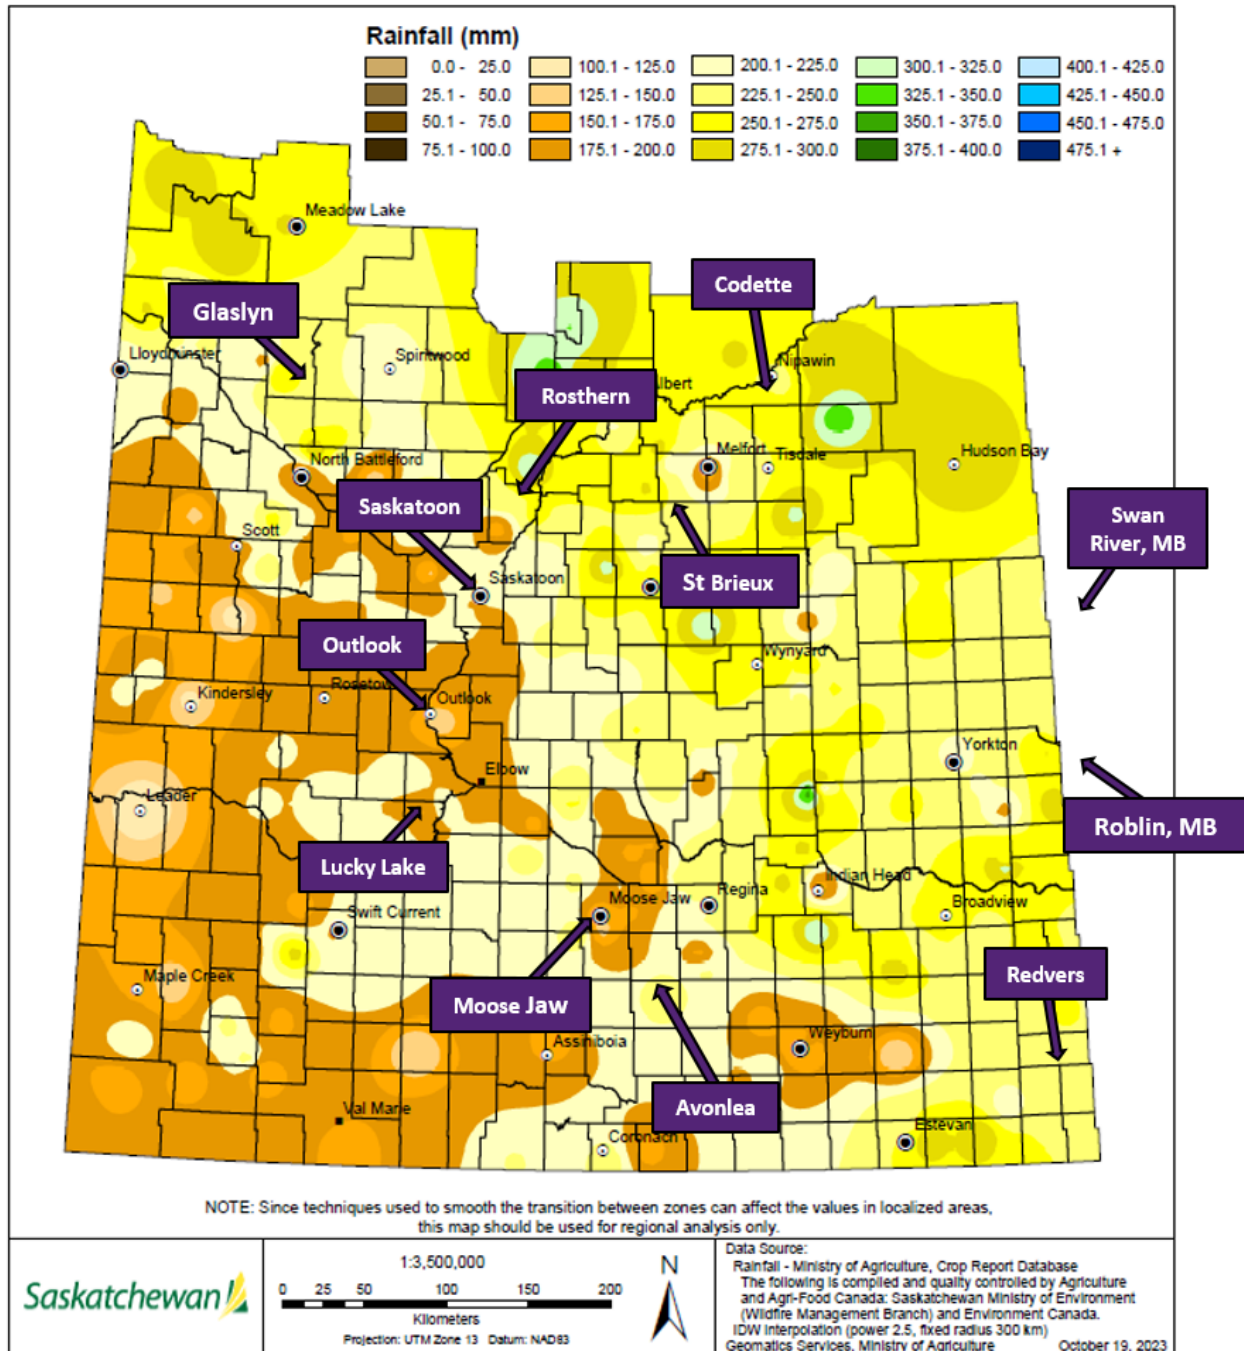 Rainfall (mm)
0.0 - 25.0
25.1 - 50.0
50.1 - 75.0
75.1 - 100.0
100.1 - 125.0
125.1 - 150.0
150.1 - 175.0
175.1 - 200.0
200.1 - 225.0
225.1 - 250.0
250.1 - 275.0
275.1 - 300.0
300.1 - 325.0
325.1 - 350.0
350.1 - 375.0
375.1 - 400.0
400.1 - 425.0
425.1 - 450.0
450.1 - 475.0
475.1 +
Meadow Lake
Codette
Glaslyn
Lloydminster
Spiritwood
Nipawin
Rosthern
Albert
North Battleford
Melfort
Tisdale
Hudson Bay
Saskatoon
Swan
River, MB
Scott
Saskatoon
St Brieux
Outlook
Wynyard
Kindersley
Rosetow
Outlook
Yorkton
Elbow
Leader
Roblin, MB
Lucky Lake
Indian Head
Moose Jaw
Regina
Broadview
Swift Current
Maple Creek
Redvers
Moose Jaw
Weyburn
Assiniboia
Avonlea
Val Marie
Coronach
Estevan
NOTE: Since techniques used to smooth the transition between zones can affect the values in localized areas,
this map should be used for regional analysis only.
Saskatchewan
1:3,500,000
0 25 50 100 150 200
Kilometers
Projection: UTM Zone 13 Datum: NAD83
N
Data Source:
Rainfall - Ministry of Agriculture, Crop Report Database
The following is compiled and quality controlled by Agriculture
and Agri-Food Canada: Saskatchewan Ministry of Environment
(Wildfire Management Branch) and Environment Canada.
IDW Interpolation (power 2.5, fixed radius 300 km)
Geomatics Services, Ministry of Agriculture October 19, 2023